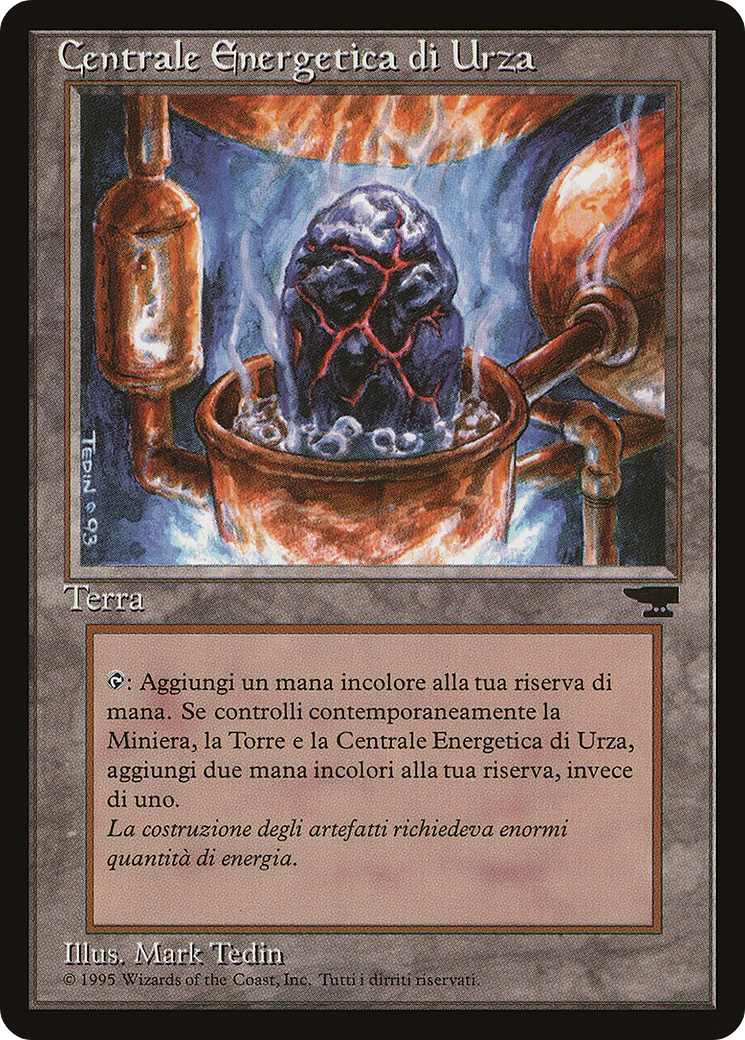 Centrale Energetica di Urza
TEDIN 93
Terra
: Aggiungi un mana incolore alla tua riserva di
mana. Se controlli contemporaneamente la
Miniera, la Torre e la Centrale Energetica di Urza,
aggiungi due mana incolori alla tua riserva, invece
di uno.
La costruzione degli artefatti richiedeva enormi
quantità di energia.
Illus. Mark Tedin
© 1995 Wizards of the Coast, Inc. Tutti i dirriti riservati.